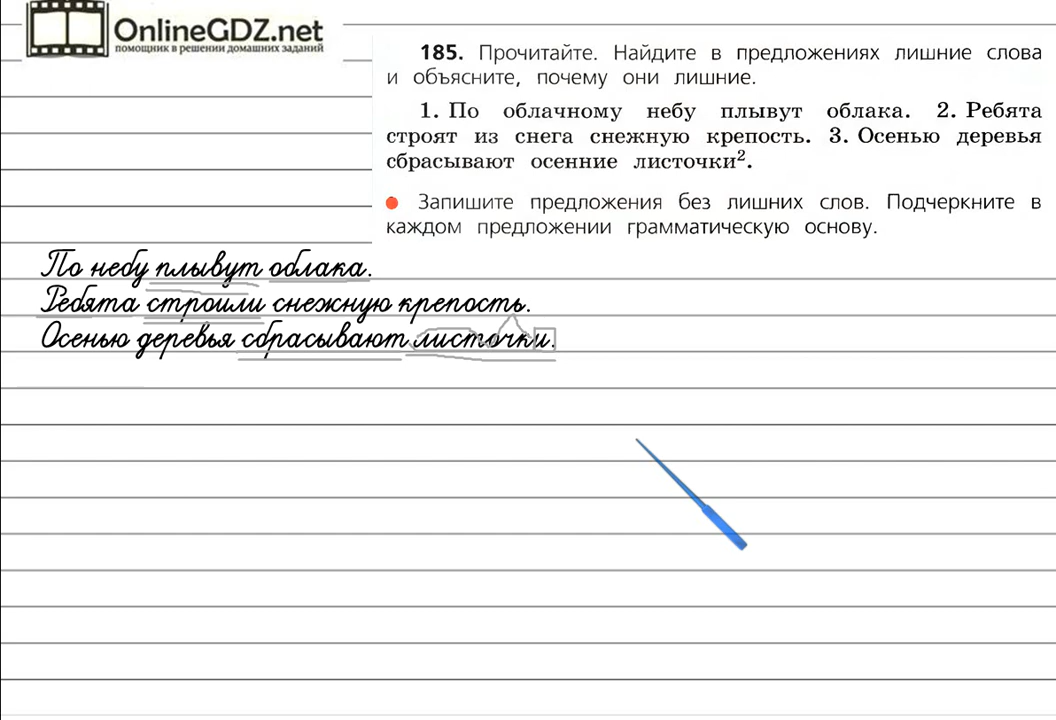 OnlineGDZ.net
помощник в решении домашних заданий
185. Прочитайте. Найдите в предложениях лишние слова
и объясните, почему они лишние.
1. По облачному небу плывут облака. 2. Ребята
строят из снега снежную крепость. 3. Осенью деревья
сбрасывают осенние листочки².
Запишите предложения без лишних слов. Подчеркните в
каждом предложении грамматическую основу.
По небу плывут облака.
Ребята строили снежную крепость.
Осенью деревья сбрасывают листочки.